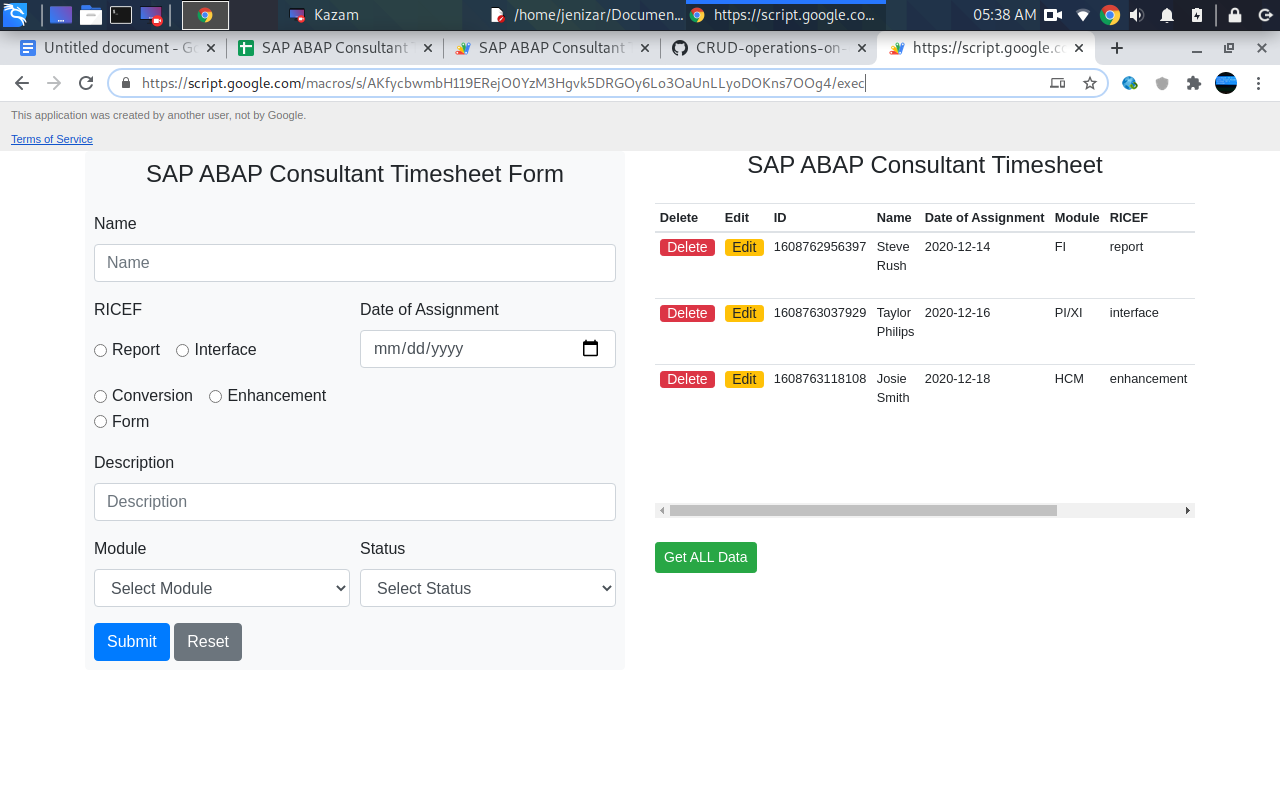 Kazam
/home/jenizar/Documen...
https://script.google.co...
05:38 AM
Untitled document - Go
SAP ABAP Consultant T
SAP ABAP Consultant T
CRUD-operations-on-
https://script.google.co
https://script.google.com/macros/s/AKfycbwmbH119ERejO0YzM3Hgvk5DRGOy6Lo3OaUnLLyoDOKns7OOg4/exec
This application was created by another user, not by Google.
Terms of Service
SAP ABAP Consultant Timesheet Form
Name
Name
RICEF
Date of Assignment
Report
Interface
mm/dd/yyyy
Conversion
Enhancement
Form
Description
Description
Module
Status
Select Module
Select Status
Submit
Reset
SAP ABAP Consultant Timesheet
Delete Edit ID Name Date of Assignment Module RICEF
Delete Edit 1608762956397 Steve 2020-12-14 FI report
Rush
Delete Edit 1608763037929 Taylor 2020-12-16 PI/XI interface
Philips
Delete Edit 1608763118108 Josie 2020-12-18 HCM enhancement
Smith
Get ALL Data